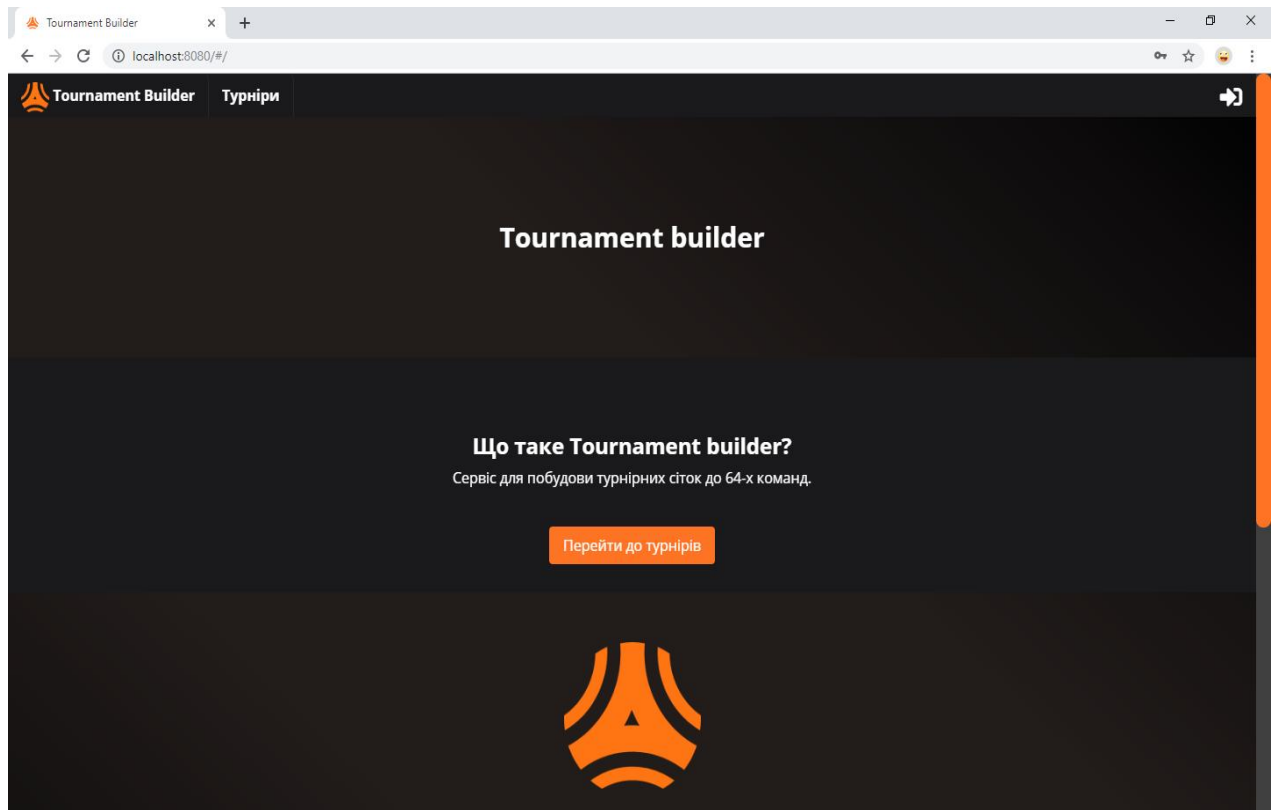 Tournament Builder
localhost:8080/#/
Tournament Builder Турніри
Tournament builder
Що таке Tournament builder?
Сервіс для побудови турнірних сіток до 64-х команд.
Перейти до турнірів